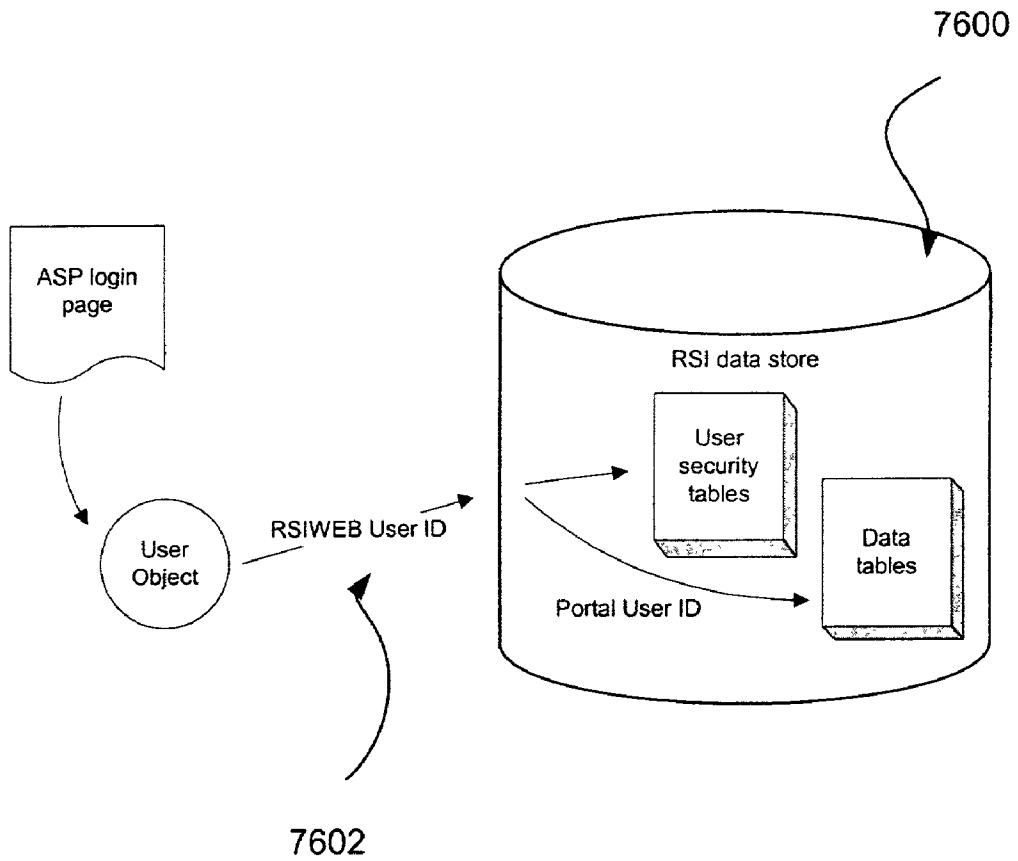 7600
ASP login
page
RSI data store
User
security
tables
RSIWEB User ID
User
Object
Data
tables
Portal User ID
7602